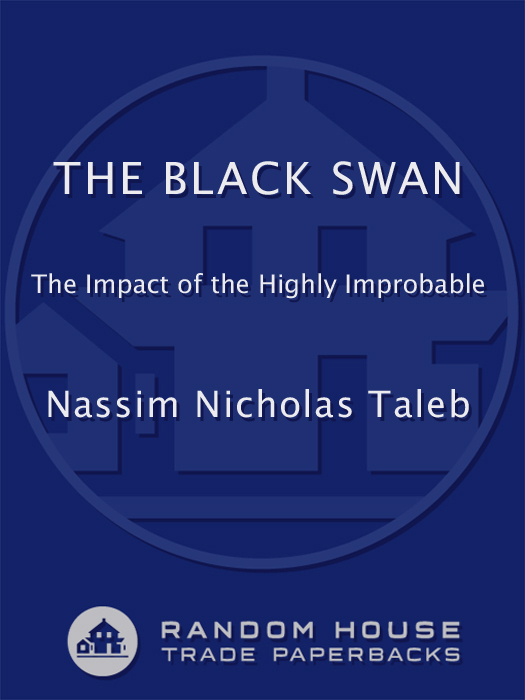 THE BLACK SWAN
The Impact of the Highly Improbable
Nassim Nicholas Taleb
RANDOM HOUSE
TRADE PAPERBACKS